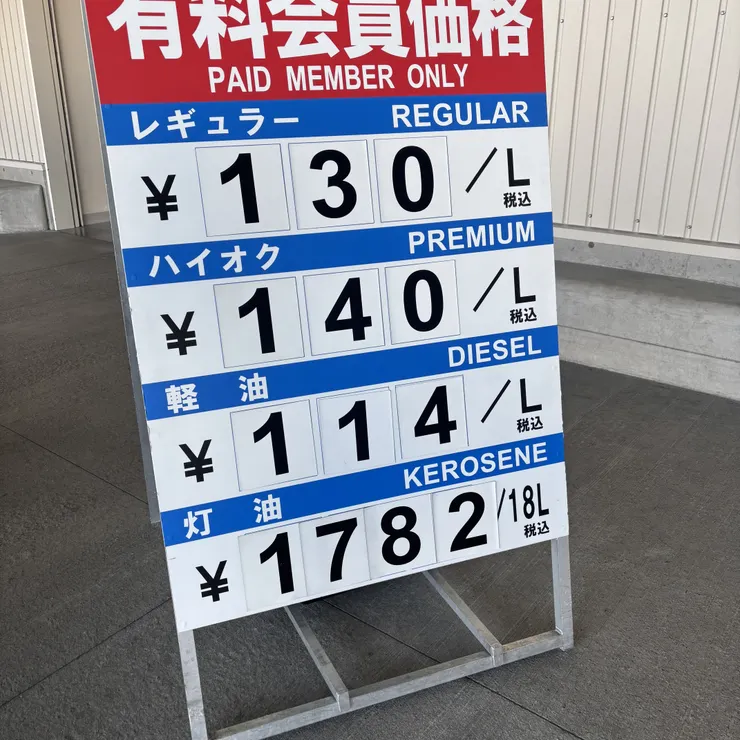 有料会員価格
PAID MEMBER ONLY
レギュラー REGULAR
¥ 130 /L 税込
ハイオク PREMIUM
¥ 140 /L 税込
軽油 DIESEL
¥ 114 /L 税込
灯油 KEROSENE
¥ 1782 /18L 税込